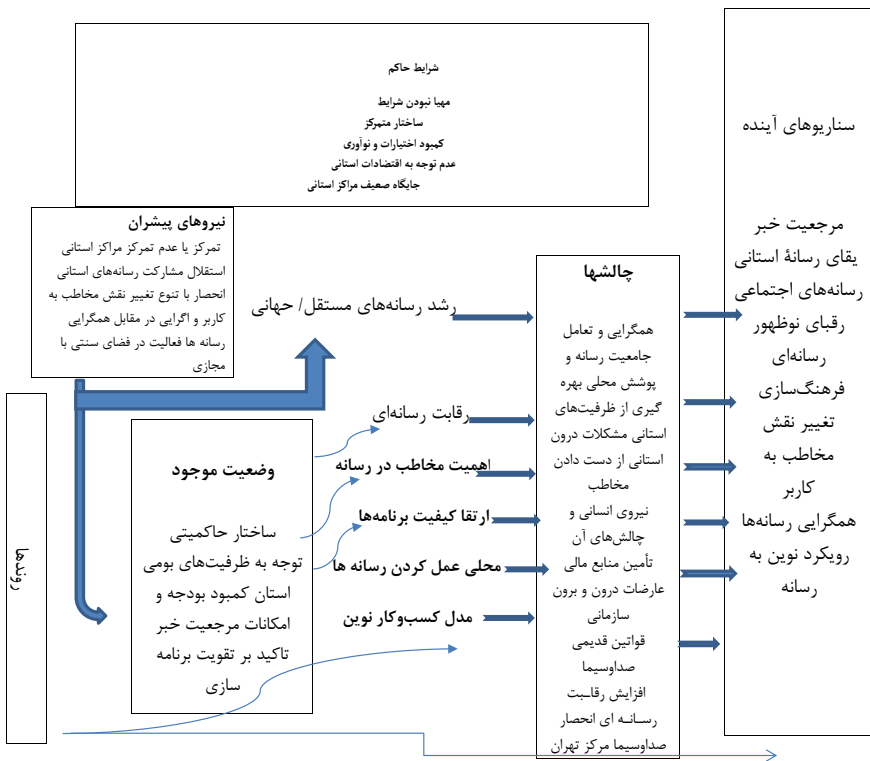 شرایط حاکم
مهیا نبودن شرایط
ساختار متمرکز
کمبود اختیارات و نوآوری
عدم توجه به اقتضادات استانی
جایگاه صعیف مراکز استانی
سناریوهای آینده
مرجعیت خبر
یقای رسانهٔ استانی
رسانه‌های اجتماعی
رقبای نوظهور
رسانه‌ای
فرهنگ‌سازی
تغییر نقش
مخاطب به
کاربر
همگرایی رسانه‌ها
رویکرد نوین به
رسانه
نیروهای پیشران
تمرکز یا عدم تمرکز مراکز استانی
استقلال مشارکت رسانه‌های استانی
انحصار با تنوع تغییر نقش مخاطب به
کاربر و اگرایی در مقابل همگرایی
رسانه ها فعالیت در فضای سنتی با
مجازی
چالشها
همگرایی و تعامل
جامعیت رسانه و
پوشش محلی بهره
گیری از ظرفیت‌های
استانی مشکلات درون
استانی از دست دادن
مخاطب
نیروی انسانی و
چالش‌های آن
تأمین منابع مالی
عارضات درون و برون
سازمانی
قواتین قدیمی
صداوسیما
افزایش رقابت
رسانه ای انحصار
صداوسیما مرکز تهران
رشد رسانه‌های مستقل/ حهانی
رقابت رسانه‌ای
اهمیت مخاطب در رسانه
ارتقا کیفیت برنامه‌ها
محلی عمل کردن رسانه ها
مدل کسب‌وکار نوین
وضعیت موجود
ساختار حاکمیتی
توجه به ظرفیت‌های بومی
استان کمبود بودجه و
امکانات مرجعیت خبر
تاکید بر تقویت برنامه
سازی
روندها